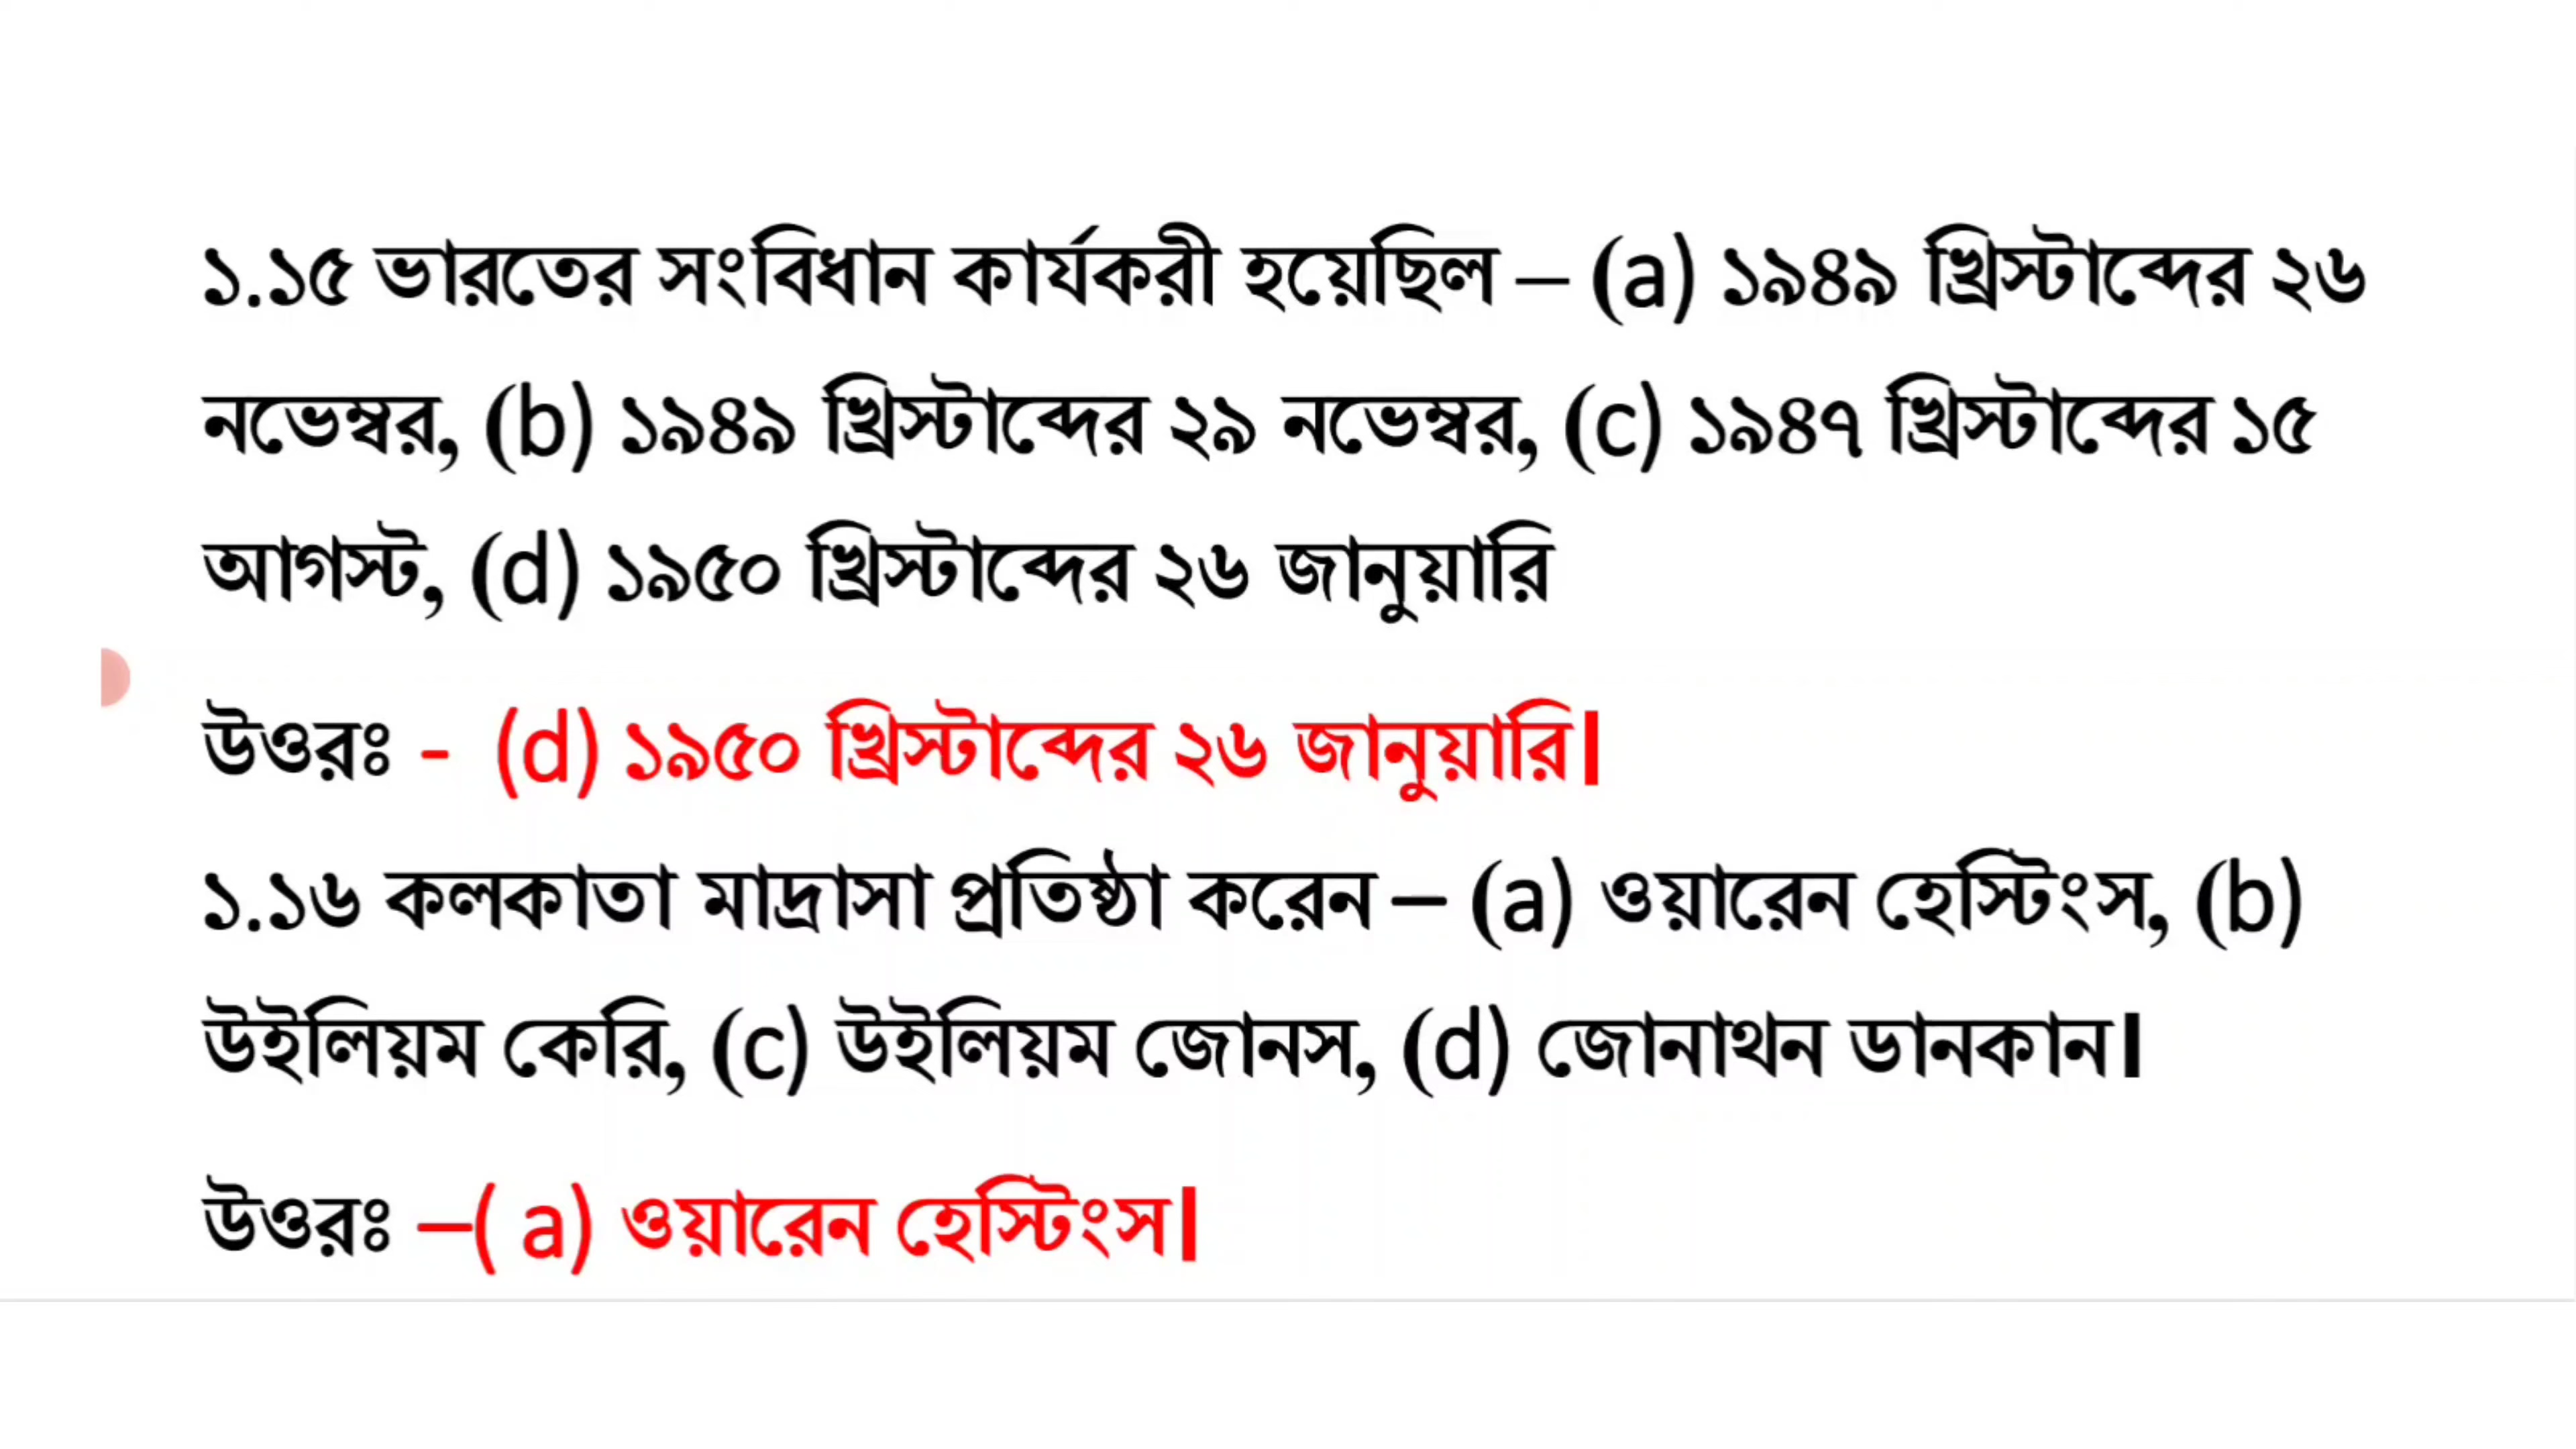 ১.১৫ ভারতের সংবিধান কার্যকরী হয়েছিল – (a) ১৯৪৯ খ্রিস্টাব্দের ২৬
নভেম্বর, (b) ১৯৪৯ খ্রিস্টাব্দের ২৯ নভেম্বর, (c) ১৯৪৭ খ্রিস্টাব্দের ১৫
আগস্ট, (d) ১৯৫০ খ্রিস্টাব্দের ২৬ জানুয়ারি
উওরঃ - (d) ১৯৫০ খ্রিস্টাব্দের ২৬ জানুয়ারি।
১.১৬ কলকাতা মাদ্রাসা প্রতিষ্ঠা করেন – (a) ওয়ারেন হেস্টিংস, (b)
উইলিয়ম কেরি, (c) উইলিয়ম জোনস, (d) জোনাথন ডানকান।
উওরঃ –( a) ওয়ারেন হেস্টিংস।